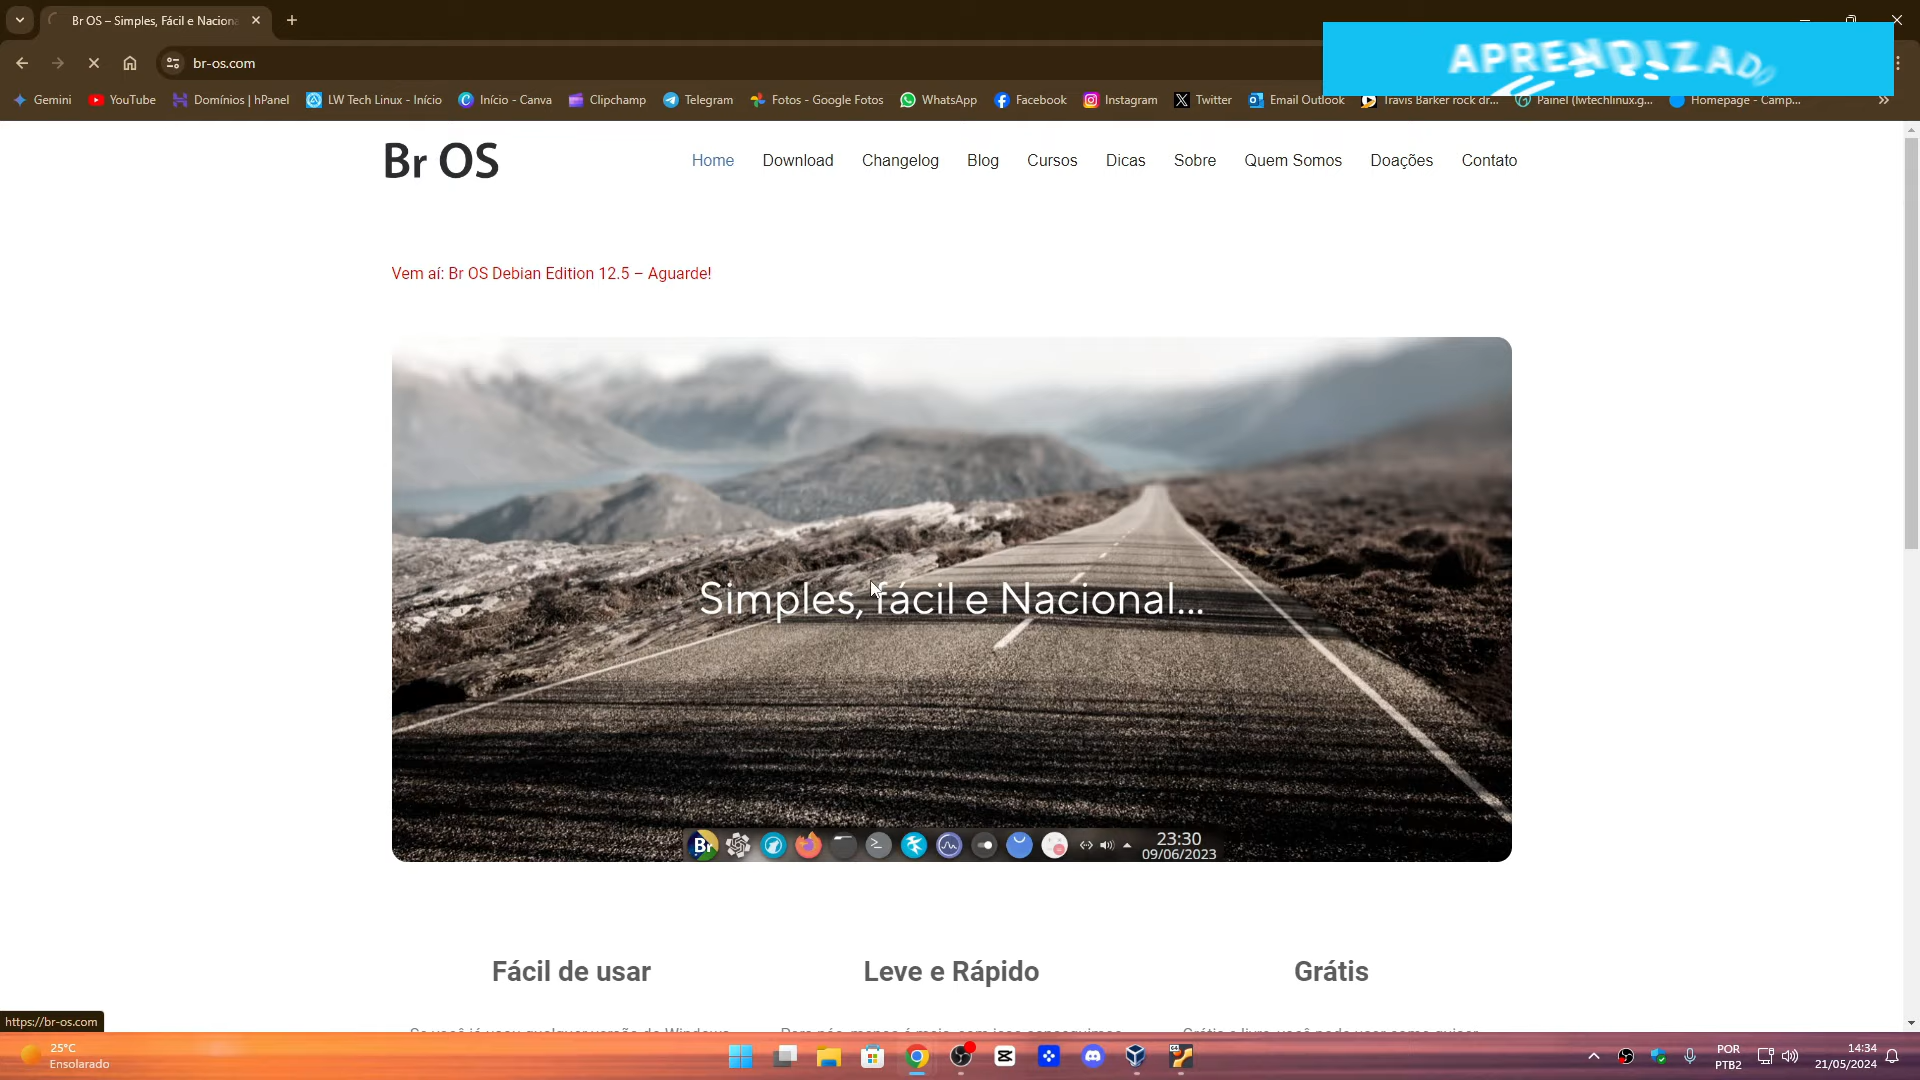 Br OS – Simples, Fácil e Naciona
br-os.com
APRENDIZADO
Gemini YouTube Domínios | hPanel LW Tech Linux - Início Início - Canva Clipchamp Telegram Fotos - Google Fotos WhatsApp Facebook Instagram Twitter Email Outlook Travis Barker rock dr... Painel (lwtechlinux.g... Homepage - Camp...
Br OS
Home Download Changelog Blog Cursos Dicas Sobre Quem Somos Doações Contato
Vem aí: Br OS Debian Edition 12.5 – Aguarde!
Simples, fácil e Nacional...
Br
23:30
09/06/2023
Fácil de usar Leve e Rápido Grátis
https://br-os.com
25°C
Ensolarado
POR
PTB2
14:34
21/05/2024